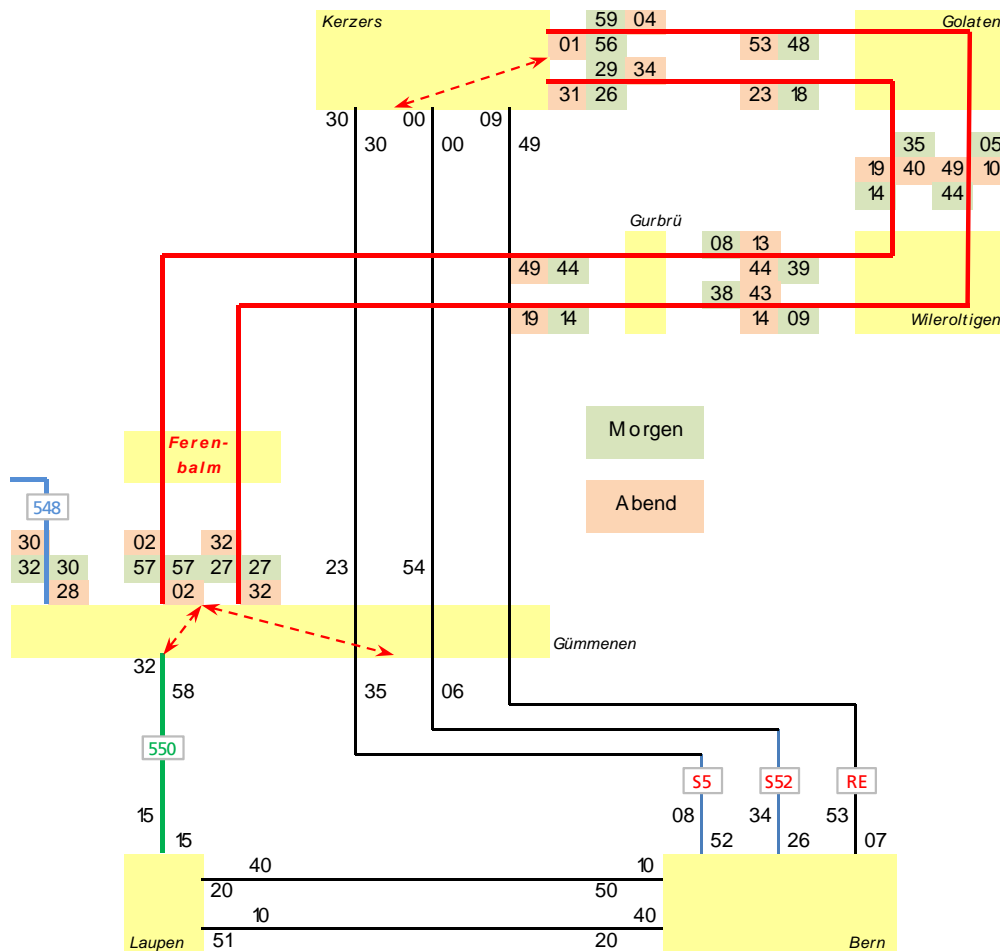 Kerzers 59 04 Golaten
01 56 53 48
29 34
31 26 23 18
30 00 09
30 00 49
35 05
19 40 49 10
14 44
Gurbrü
08 13
49 44 44 39
38 43
19 14 14 09
Wileroltigen
Morgen
Feren-
balm
Abend
548
30 02 32
32 30 57 57 27 27 23 54
28 02 32
Gümmenen
32
58 35 06
550
S5 S52 RE
15 08 34 53
15 52 26 07
40 10
20 50
10 40
Laupen 51 20 Bern